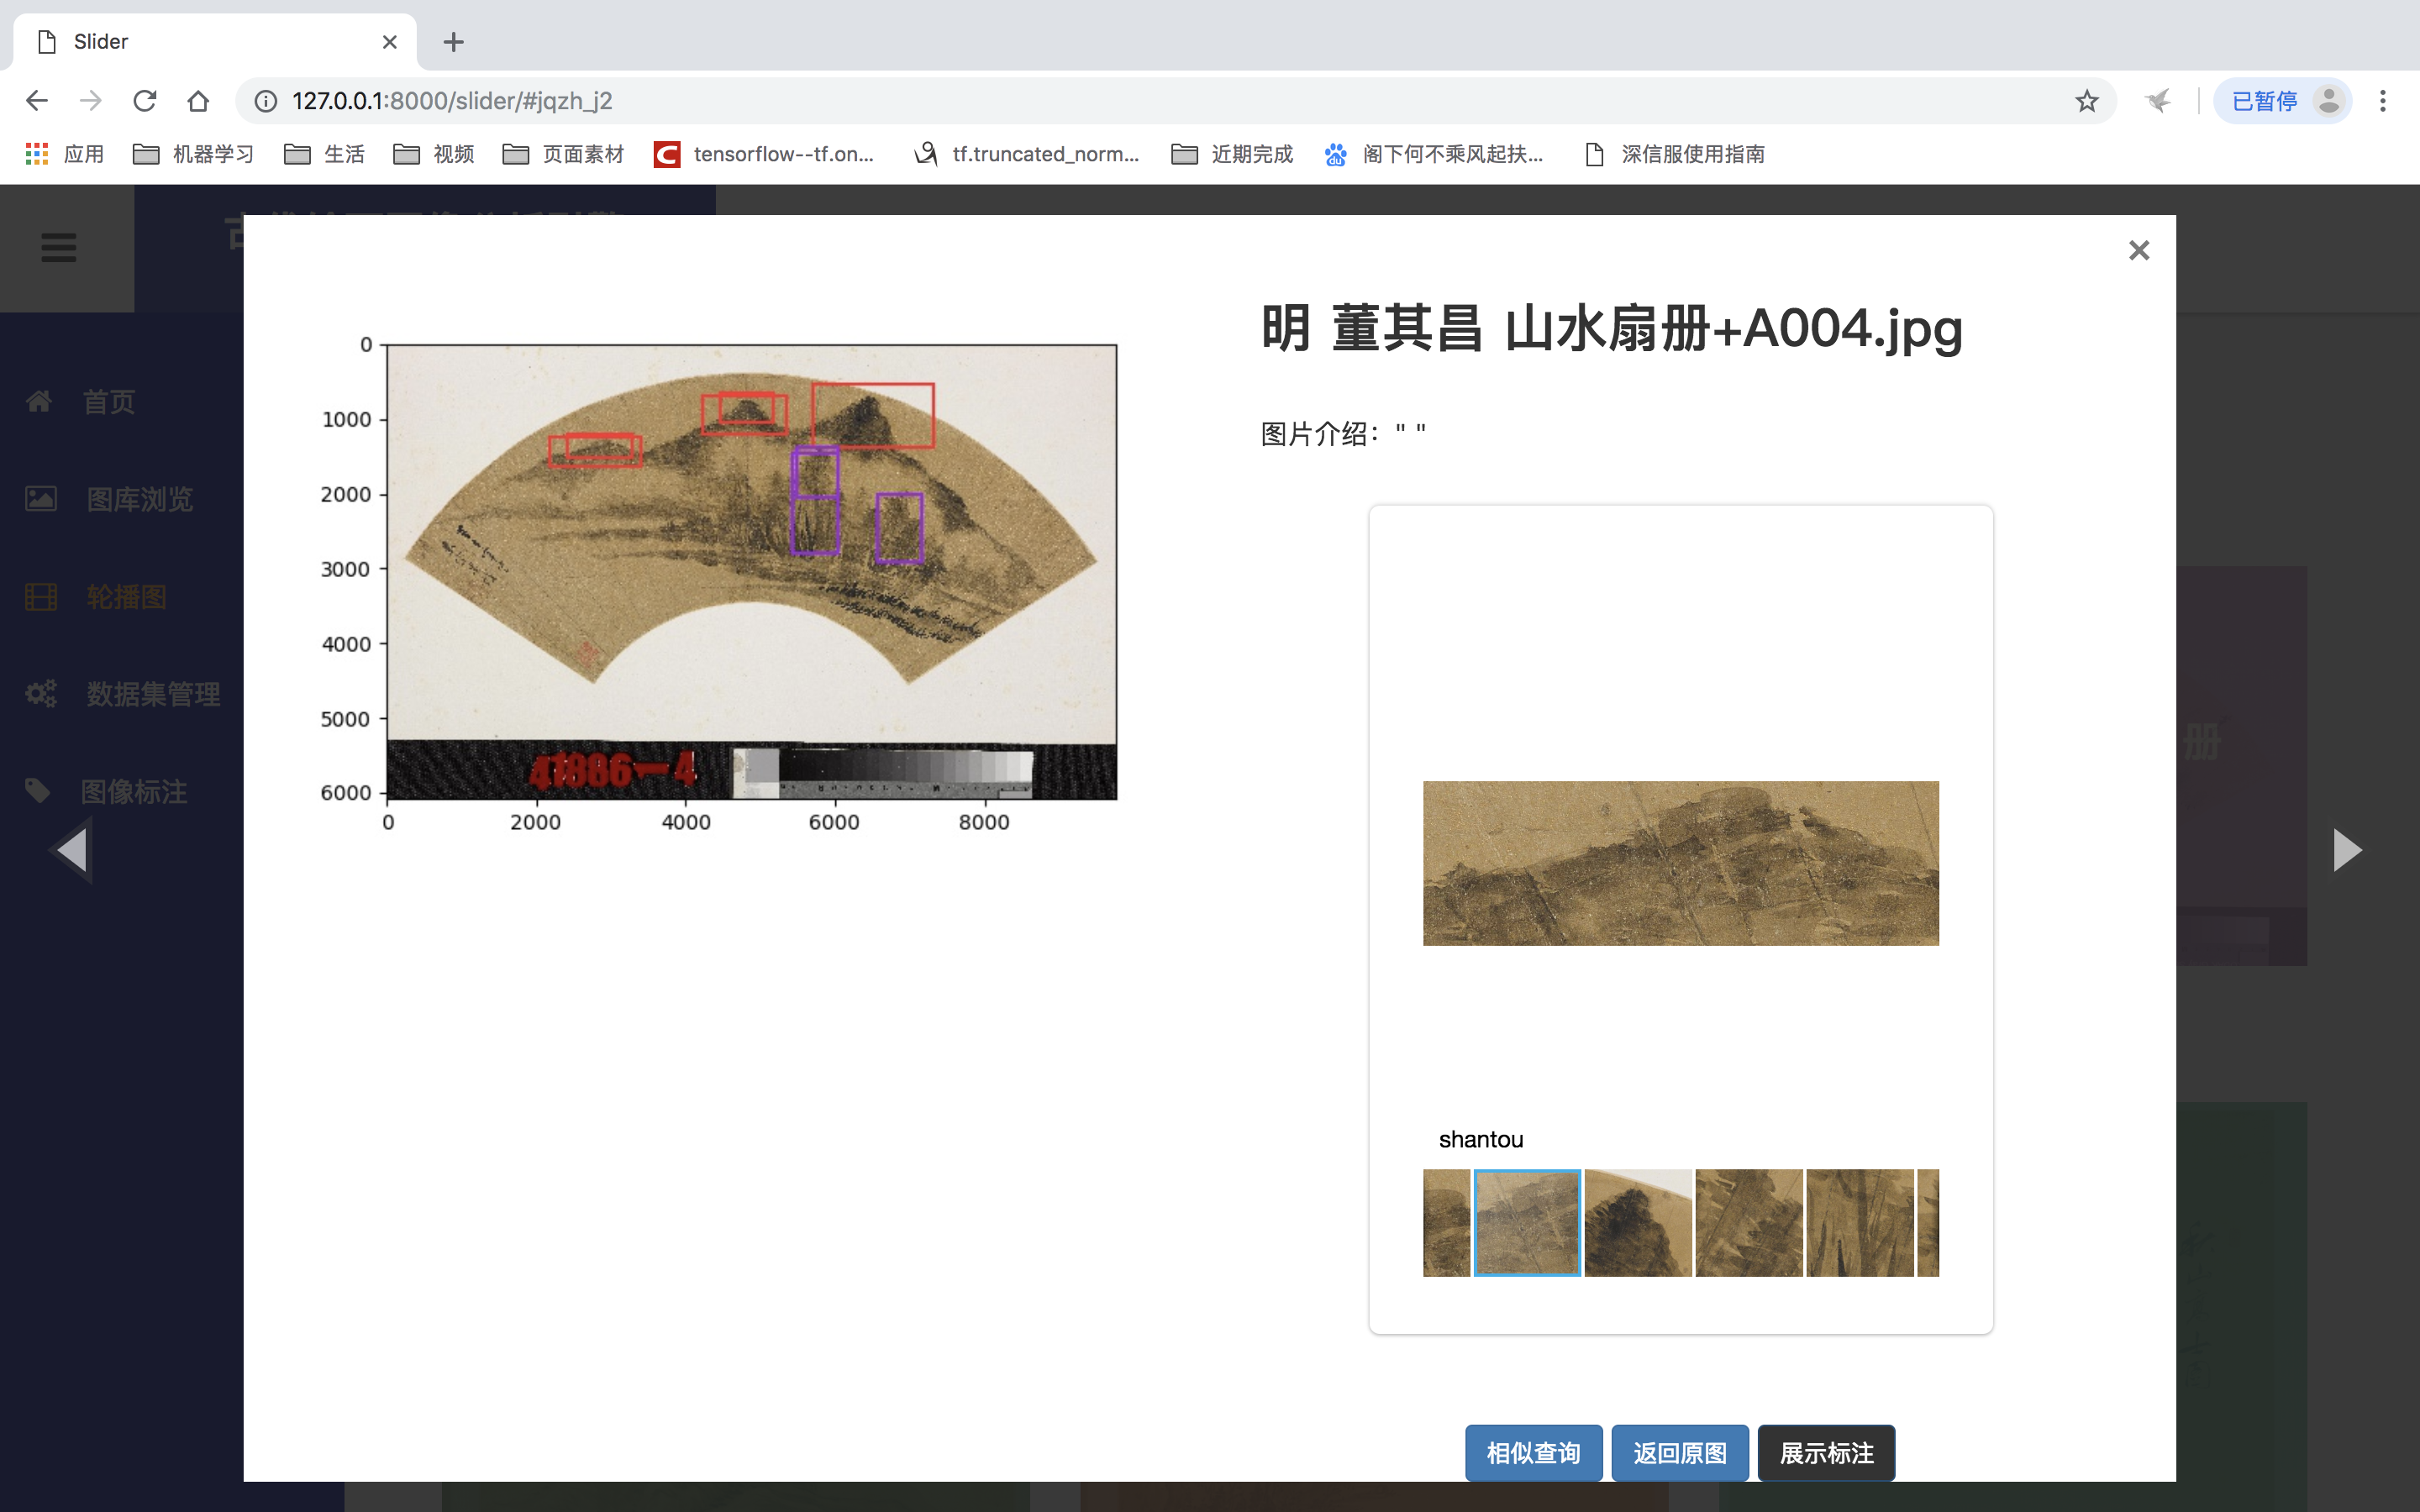 Slider
127.0.0.1:8000/slider/#jqzh_j2
已暂停
应用
机器学习
生活
视频
页面素材
tensorflow--tf.on...
tf.truncated_norm...
近期完成
阁下何不乘风起扶...
深信服使用指南
首页
图库浏览
轮播图
数据集管理
图像标注
明 董其昌 山水扇册+A004.jpg
图片介绍：" "
0
1000
2000
3000
4000
5000
6000
0
2000
4000
6000
8000
41886-4
册
shantou
相似查询
返回原图
展示标注